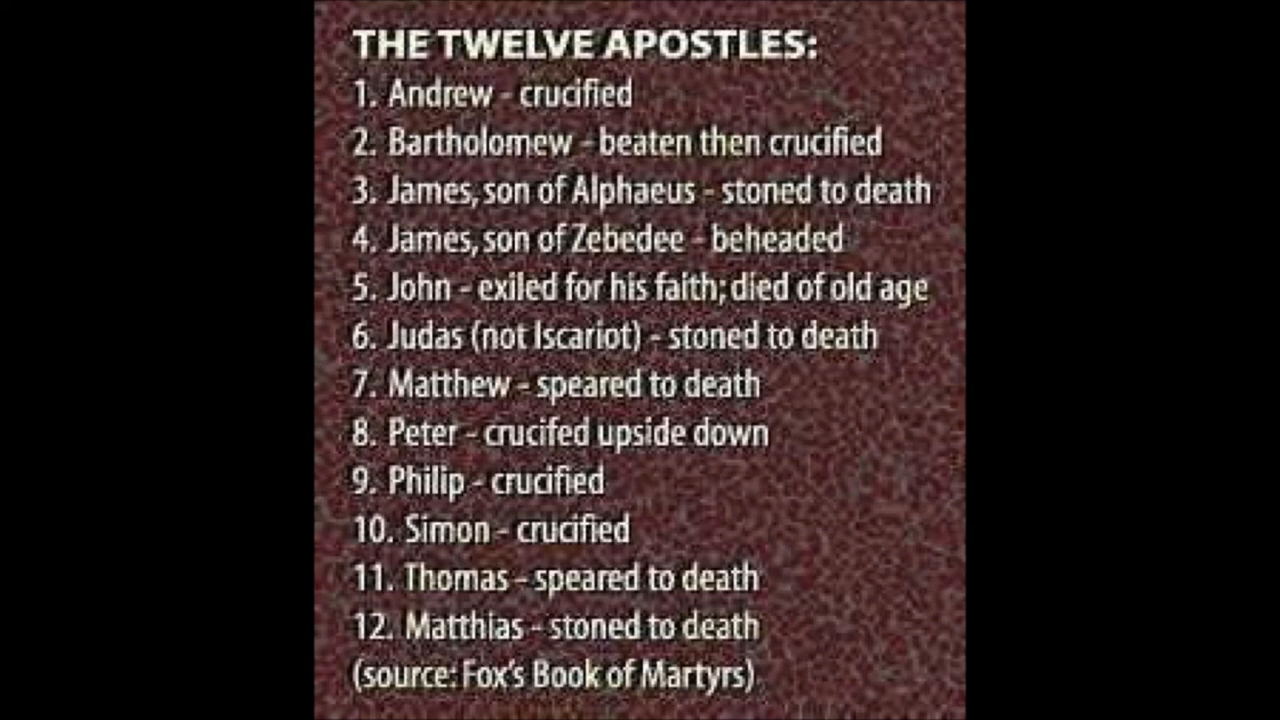 THE TWELVE APOSTLES:
1. Andrew - crucified
2. Bartholomew - beaten then crucified
3. James, son of Alphaeus - stoned to death
4. James, son of Zebedee - beheaded
5. John - exiled for his faith; died of old age
6. Judas (not Iscariot) - stoned to death
7. Matthew - speared to death
8. Peter - crucifed upside down
9. Philip - crucified
10. Simon - crucified
11. Thomas - speared to death
12. Matthias - stoned to death
(source: Fox's Book of Martyrs)